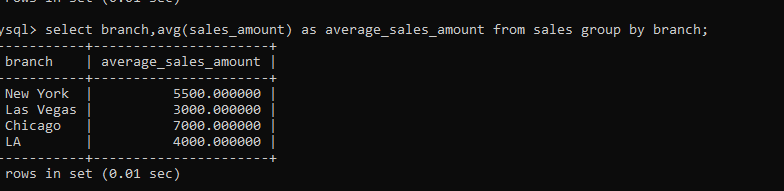 rows in set (0.01 sec)
ysql> select branch,avg(sales_amount) as average_sales_amount from sales group by branch;
-----------+----------------------+
branch    | average_sales_amount |
-----------+----------------------+
New York  |          5500.000000 |
Las Vegas |          3000.000000 |
Chicago   |          7000.000000 |
LA        |          4000.000000 |
-----------+----------------------+
rows in set (0.01 sec)